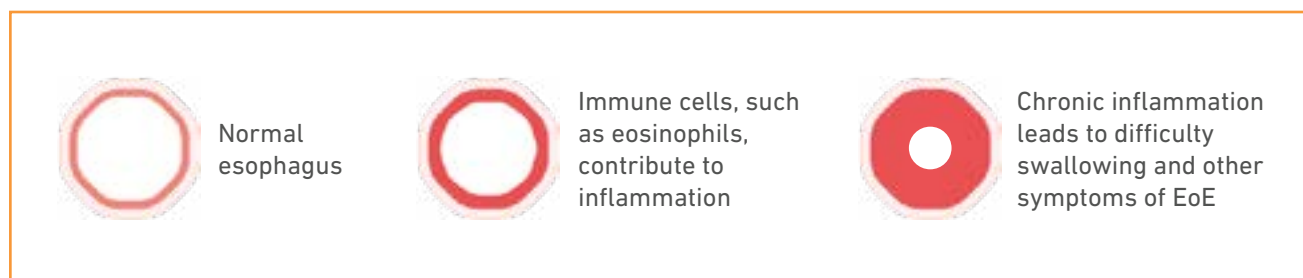 Normal
esophagus
Immune cells, such
as eosinophils,
contribute to
inflammation
Chronic inflammation
leads to difficulty
swallowing and other
symptoms of EoE